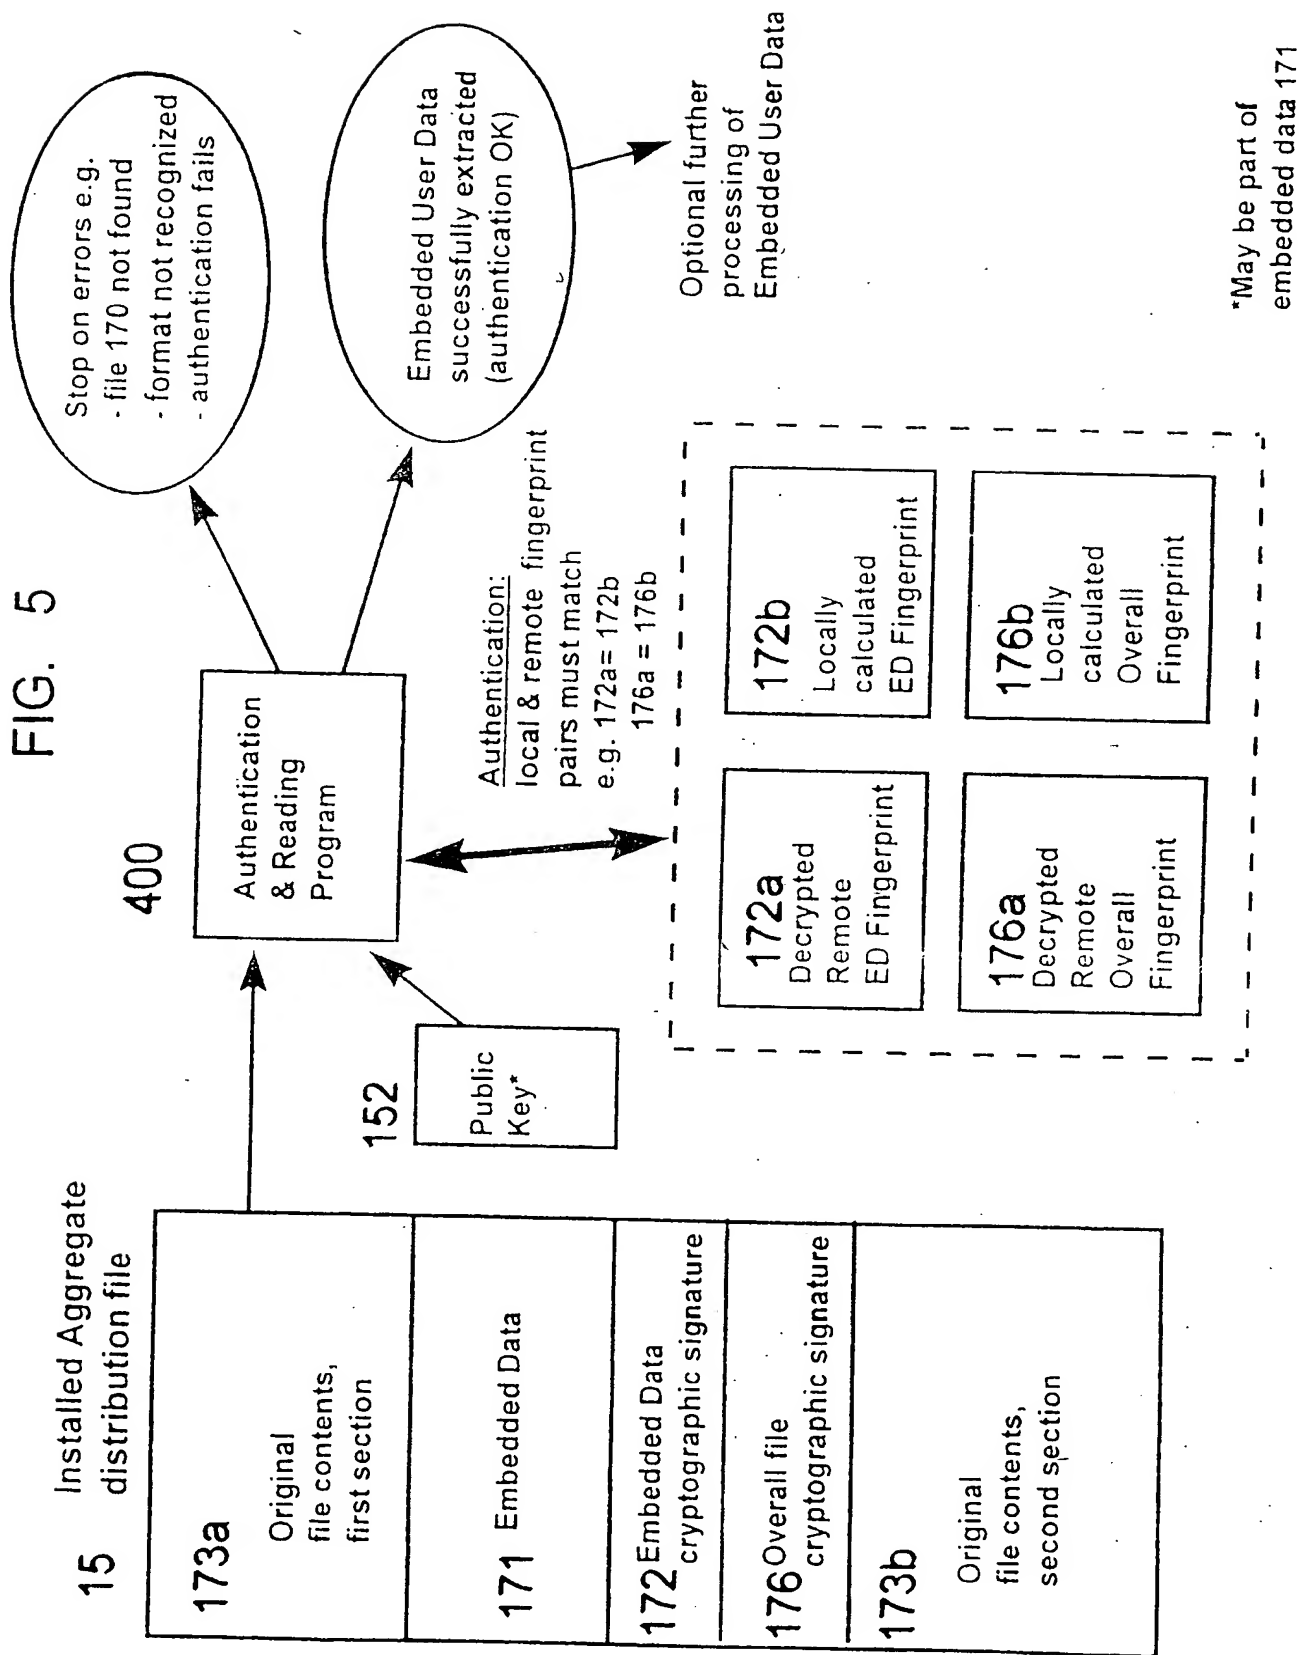 FIG. 5
15 Installed Aggregate
distribution file
173a
Original
file contents,
first section
171 Embedded Data
172 Embedded Data
cryptographic signature
176 Overall file
cryptographic signature
173b
Original
file contents,
second section
152
Public
Key*
400
Authentication
& Reading
Program
Stop on errors e.g.
- file 170 not found
- format not recognized
- authentication fails
Embedded User Data
successfully extracted
(authentication OK)
Optional further
processing of
Embedded User Data
Authentication:
local & remote fingerprint
pairs must match
e.g. 172a = 172b
176a = 176b
172a
Decrypted
Remote
ED Fingerprint
172b
Locally
calculated
ED Fingerprint
176a
Decrypted
Remote
Overall
Fingerprint
176b
Locally
calculated
Overall
Fingerprint
*May be part of
embedded data 171